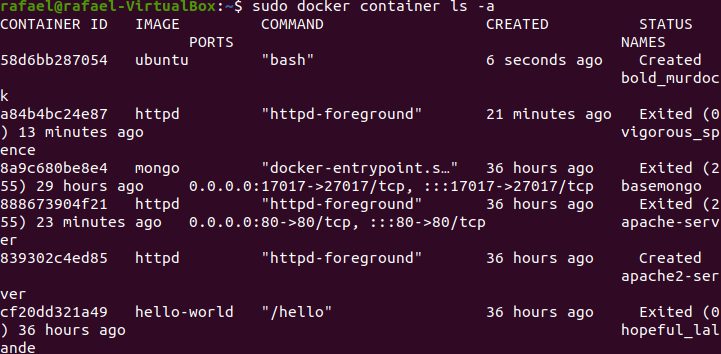 rafael@rafael-VirtualBox:~$ sudo docker container ls -a
CONTAINER ID   IMAGE         COMMAND                  CREATED          STATUS
                     PORTS                                           NAMES
58d6bb287054   ubuntu        "bash"                   6 seconds ago    Created
                                                                     bold_murdoc
k
a84b4bc24e87   httpd         "httpd-foreground"       21 minutes ago   Exited (0
) 13 minutes ago                                                     vigorous_sp
ence
8a9c680be8e4   mongo         "docker-entrypoint.s…"   36 hours ago     Exited (2
55) 29 hours ago     0.0.0.0:17017->27017/tcp, :::17017->27017/tcp   basemongo
888673904f21   httpd         "httpd-foreground"       36 hours ago     Exited (2
55) 23 minutes ago   0.0.0.0:80->80/tcp, :::80->80/tcp               apache-serv
er
839302c4ed85   httpd         "httpd-foreground"       36 hours ago     Created
                                                                     apache2-ser
ver
cf20dd321a49   hello-world   "/hello"                 36 hours ago     Exited (0
) 36 hours ago                                                       hopeful_lal
ande